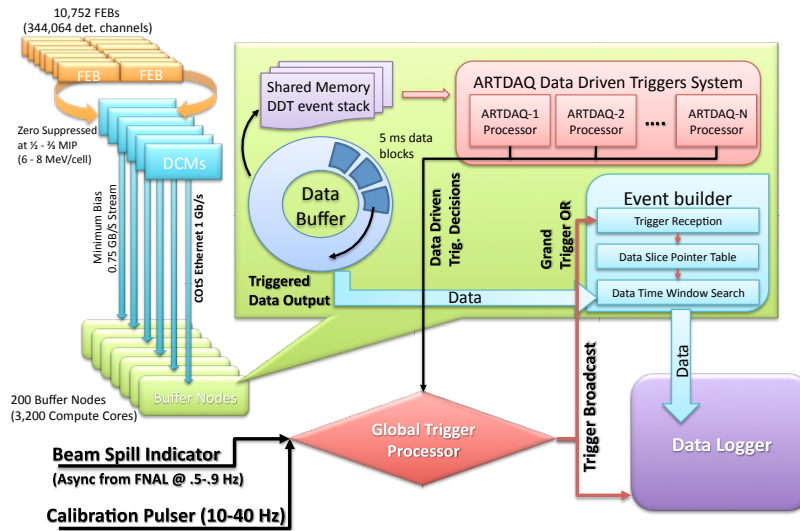 10,752 FEBs
(344,064 det. channels)
FEB
FEB
Zero Suppressed
at ½ - ⅔ MIP
(6 - 8 MeV/cell)
DCMs
Minimum Bias
0.75 GB/S Stream
COtS Ethernet 1 Gb/s
200 Buffer Nodes
(3,200 Compute Cores)
Buffer Nodes
Shared Memory
DDT event stack
5 ms data
blocks
Data
Buffer
Triggered
Data Output
ARTDAQ Data Driven Triggers System
ARTDAQ-1
Processor
ARTDAQ-2
Processor
....
ARTDAQ-N
Processor
Data Driven
Trig. Decisions
Grand
Trigger OR
Event builder
Trigger Reception
Data Slice Pointer Table
Data Time Window Search
Data
Data
Trigger Broadcast
Global Trigger
Processor
Data Logger
Beam Spill Indicator
(Async from FNAL @ .5-.9 Hz)
Calibration Pulser (10-40 Hz)